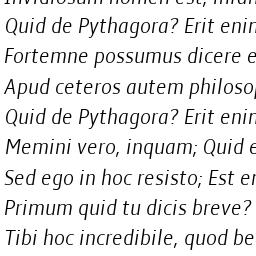 Invidiosum nomen est, infam
Quid de Pythagora? Erit enim
Fortemne possumus dicere e
Apud ceteros autem philosop
Quid de Pythagora? Erit enim
Memini vero, inquam; Quid e
Sed ego in hoc resisto; Est en
Primum quid tu dicis breve?
Tibi hoc incredibile, quod be